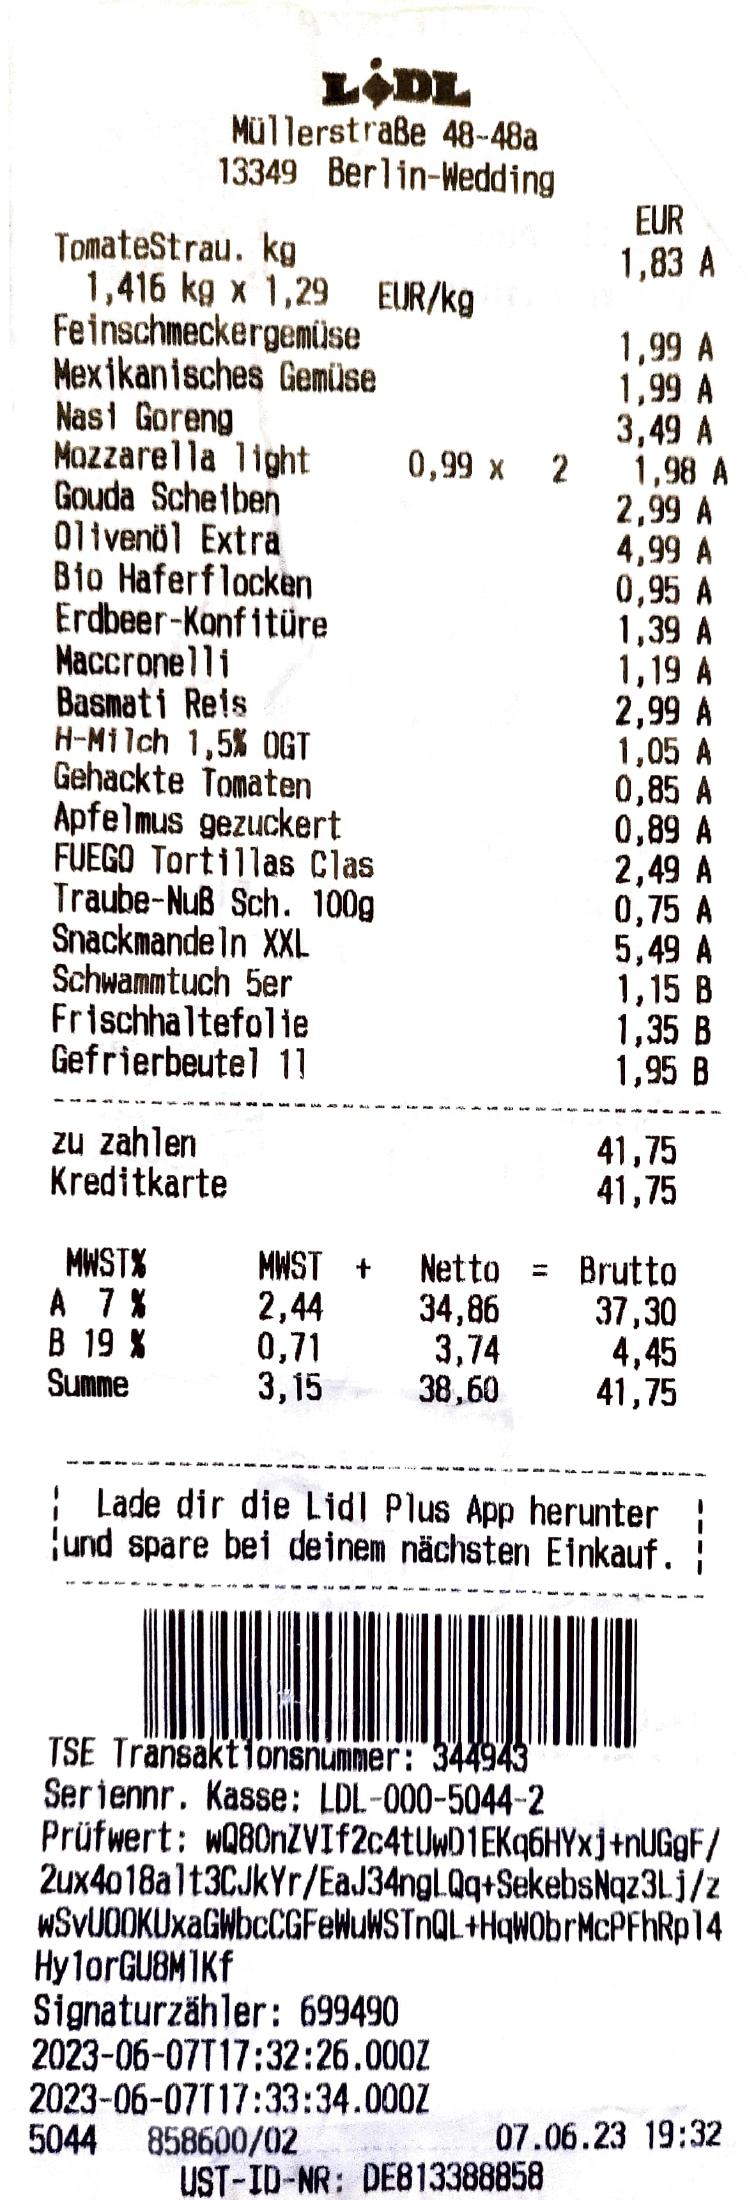 LIDL
Müllerstraße 48-48a
13349 Berlin-Wedding
EUR
TomateStrau. kg 1,83 A
1,416 kg x 1,29 EUR/kg
Feinschmeckergemüse 1,99 A
Mexikanisches Gemüse 1,99 A
Nasi Goreng 3,49 A
Mozzarella light 0,99 x 2 1,98 A
Gouda Scheiben 2,99 A
Olivenöl Extra 4,99 A
Bio Haferflocken 0,95 A
Erdbeer-Konfitüre 1,39 A
Maccronelli 1,19 A
Basmati Reis 2,99 A
H-Milch 1,5% OGT 1,05 A
Gehackte Tomaten 0,85 A
Apfelmus gezuckert 0,89 A
FUEGO Tortillas Clas 2,49 A
Traube-Nuß Sch. 100g 0,75 A
Snackmandeln XXL 5,49 A
Schwammtuch 5er 1,15 B
Frischhaltefolie 1,35 B
Gefrierbeutel 1l 1,95 B
zu zahlen 41,75
Kreditkarte 41,75
MWST% MWST + Netto = Brutto
A 7 % 2,44 34,86 37,30
B 19 % 0,71 3,74 4,45
Summe 3,15 38,60 41,75
Lade dir die Lidl Plus App herunter
und spare bei deinem nächsten Einkauf.
TSE Transaktionsnummer: 344943
Seriennr. Kasse: LDL-000-5044-2
Prüfwert: wQ80nZVIf2c4tUwD1EKq6HYxj+nUGgF/
2ux4o18alt3CJkYr/EaJ34ngLQq+SekebsNqz3Lj/z
wSvUO0KUxaGWbcCGFeWuWSTnQL+HqWObrMcPFhRpl4
HylorGU8MlKf
Signaturzähler: 699490
2023-06-07T17:32:26.000Z
2023-06-07T17:33:34.000Z
5044 858600/02 07.06.23 19:32
UST-ID-NR: DE813388858